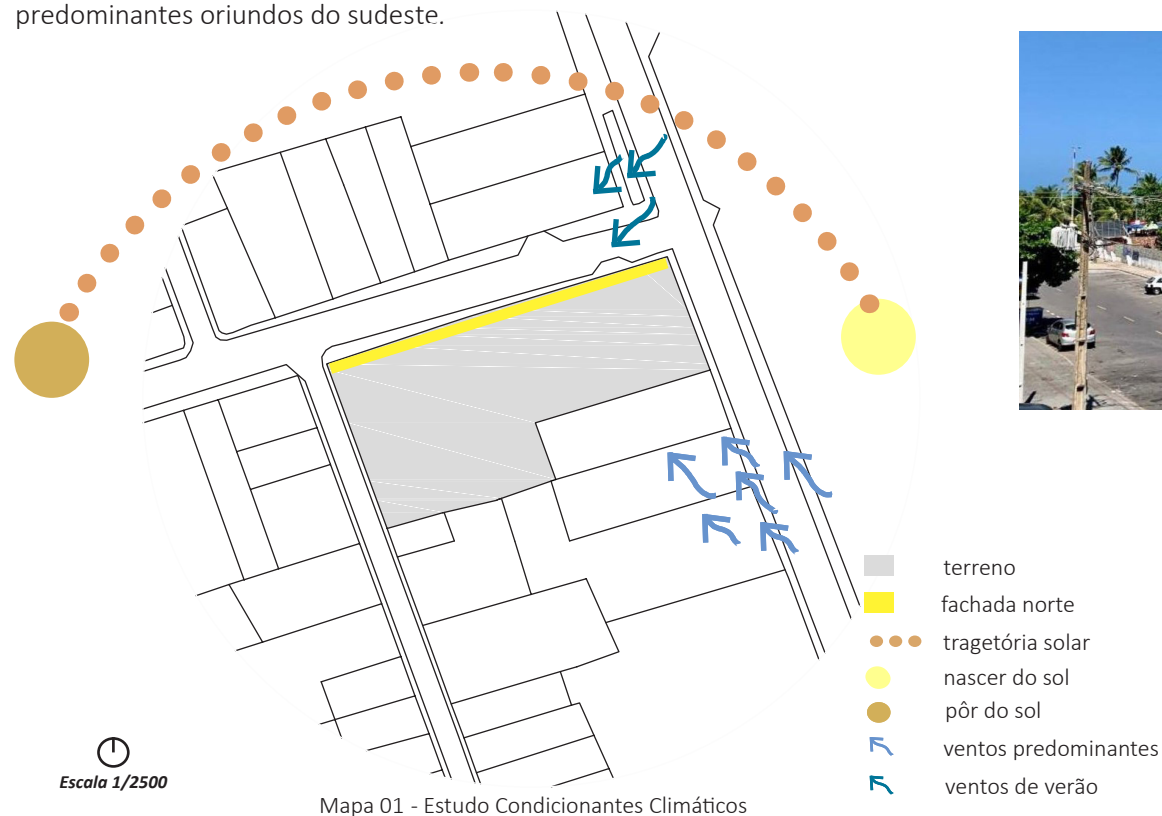 predominantes oriundos do sudeste.
terreno
fachada norte
tragetória solar
nascer do sol
pôr do sol
ventos predominantes
ventos de verão
Escala 1/2500
Mapa 01 - Estudo Condicionantes Climáticos